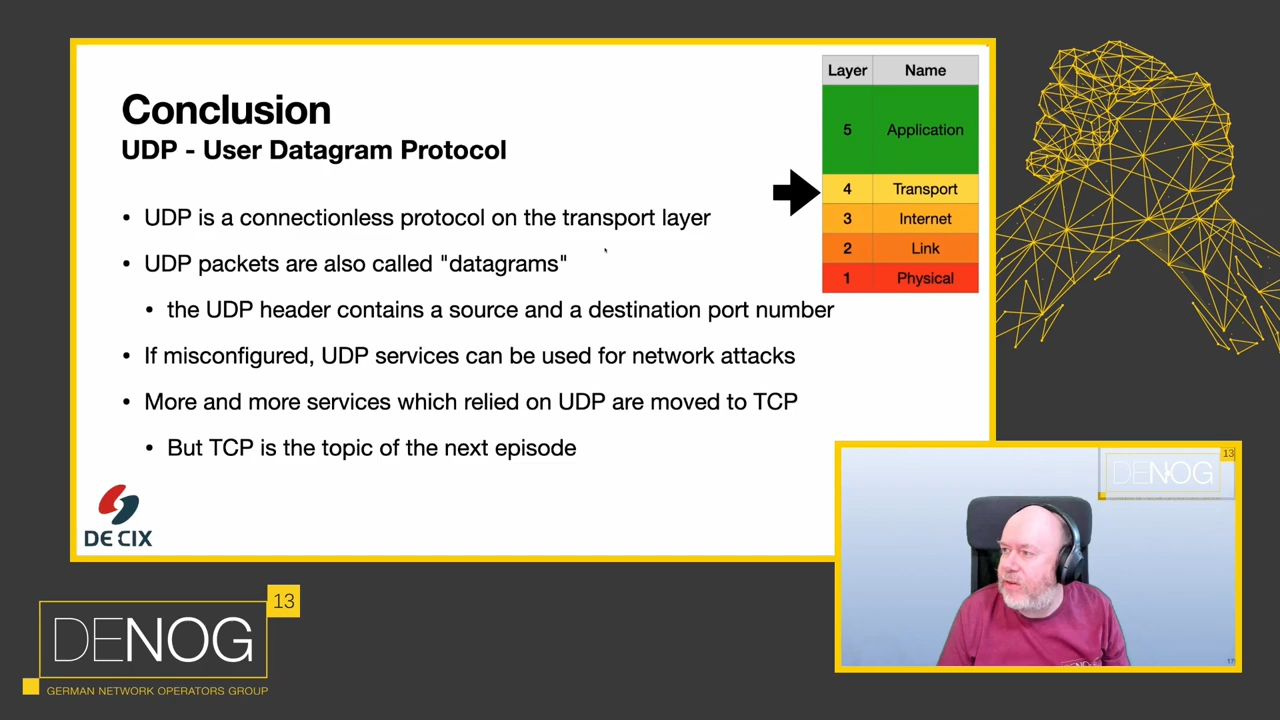 Conclusion
UDP - User Datagram Protocol
• UDP is a connectionless protocol on the transport layer
• UDP packets are also called "datagrams"
• the UDP header contains a source and a destination port number
• If misconfigured, UDP services can be used for network attacks
• More and more services which relied on UDP are moved to TCP
• But TCP is the topic of the next episode
Layer Name
5 Application
4 Transport
3 Internet
2 Link
1 Physical
DE CIX
13
DENOG
13
DENOG
GERMAN NETWORK OPERATORS GROUP
DENOG
17